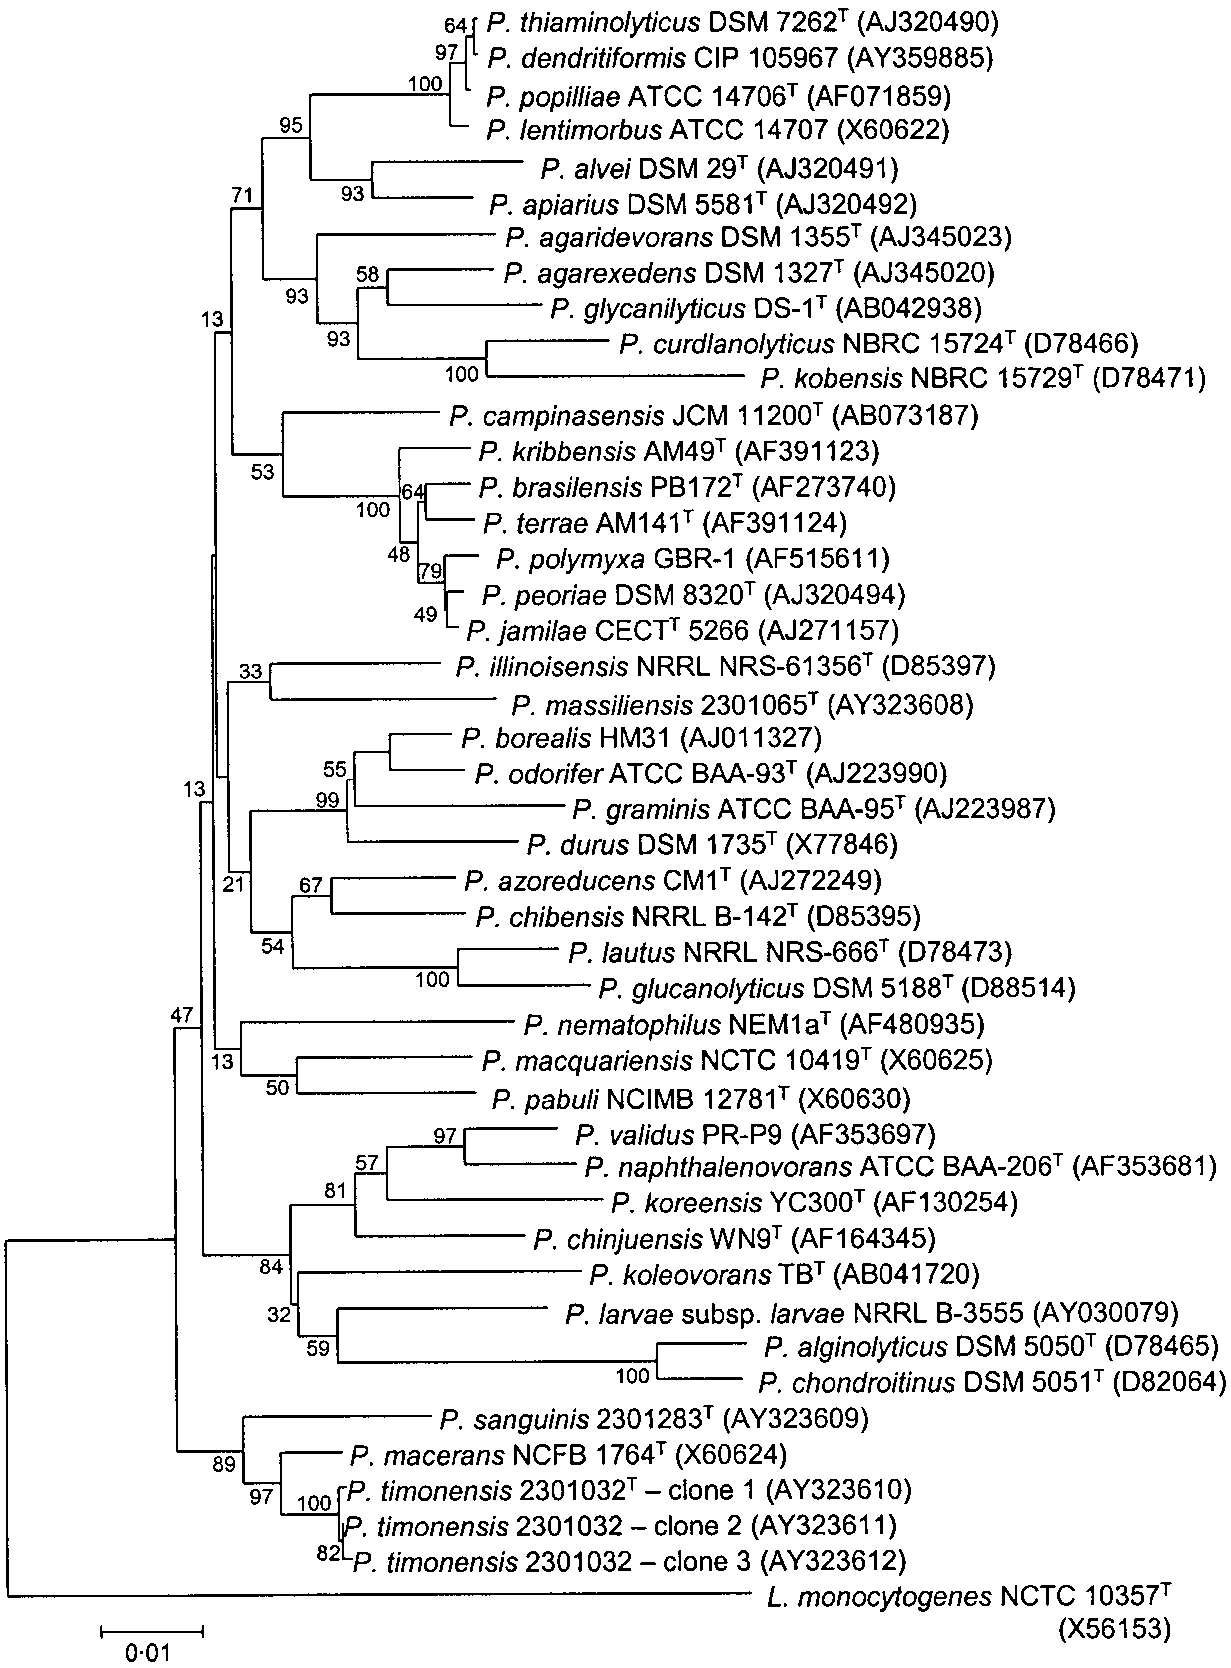 64 P. thiaminolyticus DSM 7262ᵀ (AJ320490)
97 P. dendritiformis CIP 105967 (AY359885)
100 P. popilliae ATCC 14706ᵀ (AF071859)
95 P. lentimorbus ATCC 14707 (X60622)
P. alvei DSM 29ᵀ (AJ320491)
71 93 P. apiarius DSM 5581ᵀ (AJ320492)
P. agaridevorans DSM 1355ᵀ (AJ345023)
58 P. agarexedens DSM 1327ᵀ (AJ345020)
93 P. glycanilyticus DS-1ᵀ (AB042938)
13 93 P. curdlanolyticus NBRC 15724ᵀ (D78466)
100 P. kobensis NBRC 15729ᵀ (D78471)
P. campinasensis JCM 11200ᵀ (AB073187)
53 P. kribbensis AM49ᵀ (AF391123)
64 P. brasilensis PB172ᵀ (AF273740)
100 P. terrae AM141ᵀ (AF391124)
48 P. polymyxa GBR-1 (AF515611)
79 P. peoriae DSM 8320ᵀ (AJ320494)
49 P. jamilae CECTᵀ 5266 (AJ271157)
33 P. illinoisensis NRRL NRS-61356ᵀ (D85397)
P. massiliensis 2301065ᵀ (AY323608)
P. borealis HM31 (AJ011327)
55 P. odorifer ATCC BAA-93ᵀ (AJ223990)
13 99 P. graminis ATCC BAA-95ᵀ (AJ223987)
P. durus DSM 1735ᵀ (X77846)
21 67 P. azoreducens CM1ᵀ (AJ272249)
P. chibensis NRRL B-142ᵀ (D85395)
54 P. lautus NRRL NRS-666ᵀ (D78473)
100 P. glucanolyticus DSM 5188ᵀ (D88514)
47 P. nematophilus NEM1aᵀ (AF480935)
13 P. macquariensis NCTC 10419ᵀ (X60625)
50 P. pabuli NCIMB 12781ᵀ (X60630)
97 P. validus PR-P9 (AF353697)
57 P. naphthalenovorans ATCC BAA-206ᵀ (AF353681)
81 P. koreensis YC300ᵀ (AF130254)
P. chinjuensis WN9ᵀ (AF164345)
84 P. koleovorans TBᵀ (AB041720)
32 P. larvae subsp. larvae NRRL B-3555 (AY030079)
59 P. alginolyticus DSM 5050ᵀ (D78465)
100 P. chondroitinus DSM 5051ᵀ (D82064)
P. sanguinis 2301283ᵀ (AY323609)
89 P. macerans NCFB 1764ᵀ (X60624)
97 100 P. timonensis 2301032ᵀ – clone 1 (AY323610)
P. timonensis 2301032 – clone 2 (AY323611)
82 P. timonensis 2301032 – clone 3 (AY323612)
L. monocytogenes NCTC 10357ᵀ
(X56153)
0·01